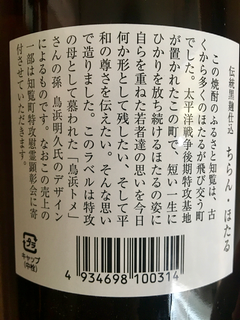 伝統黒麹仕込 ちらん・ほたる
この焼酎のふるさと知覧は、古
くから多くのほたるが飛び交う町
でした。太平洋戦争後期特攻基地
が置かれたこの町で、短い一生に
ひかりを放ち続けるほたるの姿に
自らを重ねた若者達の思いを今日
何か形として残したい、そして平
和の尊さを伝えたい。そんな思い
で造りました。このラベルは特攻
の母として慕われた「鳥浜トメ」
さんの孫 鳥浜明久氏のデザイン
によるものです。なおこの売上の
一部は知覧町特攻慰霊顕彰会に寄
付させていただきます。
プラ
キャップ
(中栓)
4 934698 100314